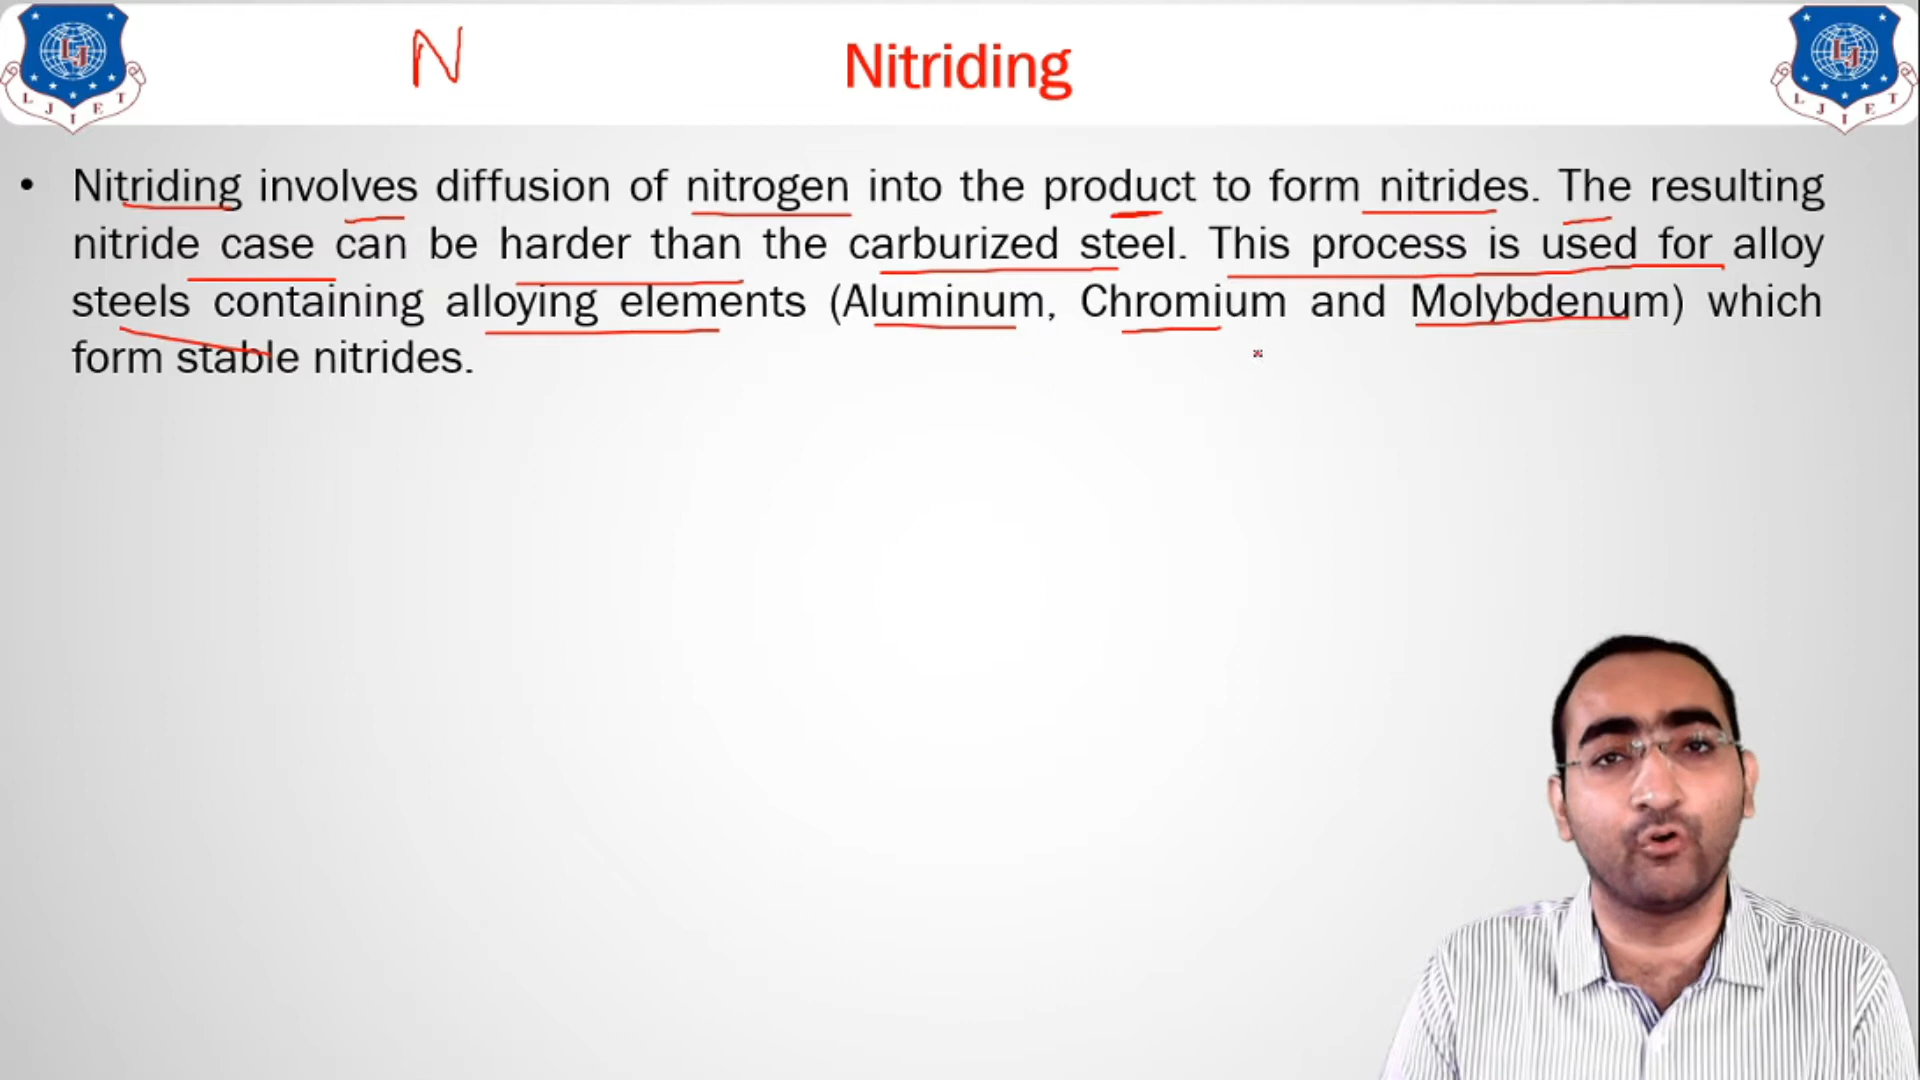 N
Nitriding
LJIET
LJIET
• Nitriding involves diffusion of nitrogen into the product to form nitrides. The resulting
nitride case can be harder than the carburized steel. This process is used for alloy
steels containing alloying elements (Aluminum, Chromium and Molybdenum) which
form stable nitrides.